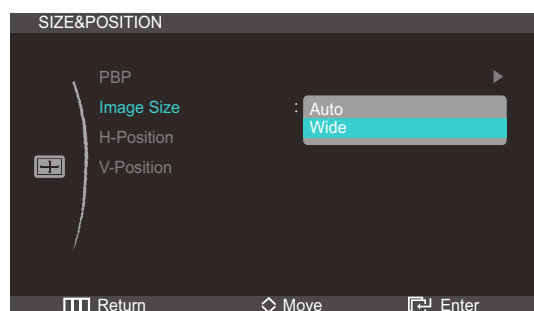 SIZE&POSITION
PBP
Image Size : Auto
Wide
H-Position
V-Position
Return Move Enter